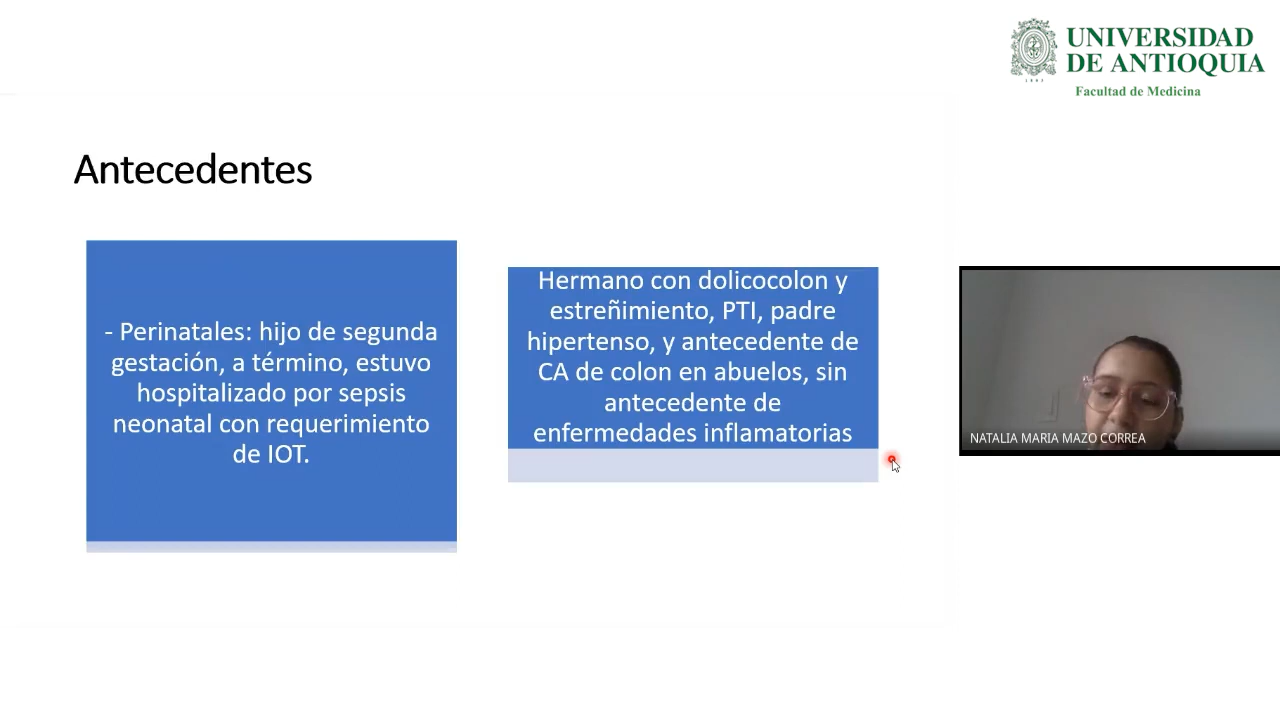 UNIVERSIDAD
DE ANTIOQUIA
Facultad de Medicina
Antecedentes
- Perinatales: hijo de segunda
gestación, a término, estuvo
hospitalizado por sepsis
neonatal con requerimiento
de IOT.
Hermano con dolicocolon y
estreñimiento, PTI, padre
hipertenso, y antecedente de
CA de colon en abuelos, sin
antecedente de
enfermedades inflamatorias
NATALIA MARIA MAZO CORREA